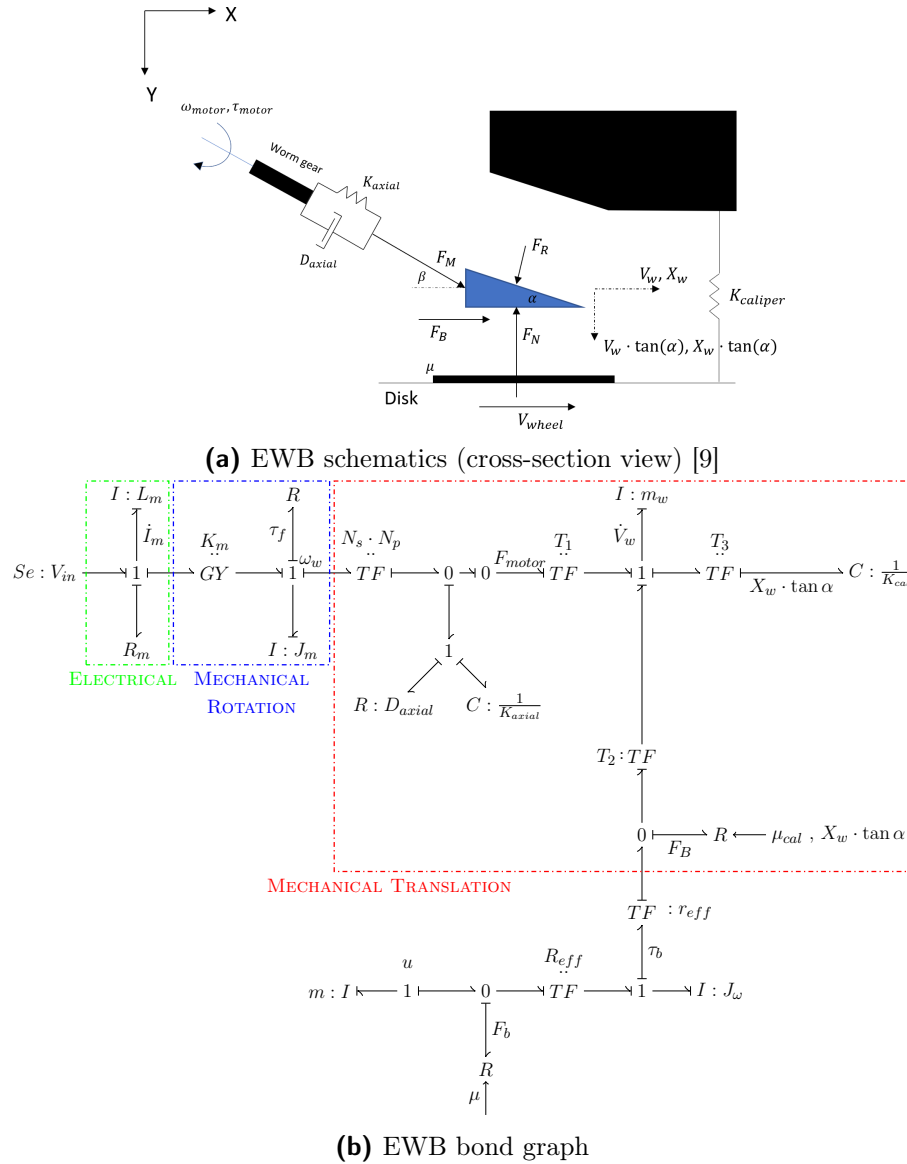 X
Y
ω_motor, τ_motor
Worm gear
K_axial
D_axial
F_M
β
F_R
α
V_w, X_w
K_caliper
F_B
F_N
V_w · tan(α), X_w · tan(α)
μ
Disk
V_wheel
(a) EWB schematics (cross-section view) [9]
I : L_m
R
I : m_w
İ_m
K_m
τ_f
N_s · N_p
F_motor
T_1
V̇_w
T_3
Se : V_in
1
GY
1
ω_w
TF
0
0
TF
1
TF
C : 1/K_ca
X_w · tan α
R_m
I : J_m
1
ELECTRICAL
MECHANICAL
ROTATION
R : D_axial
C : 1/K_axial
T_2 : TF
0
R
μ_cal , X_w · tan α
F_B
MECHANICAL TRANSLATION
TF : r_eff
τ_b
u
R_eff
m : I
1
0
TF
1
I : J_ω
F_b
R
μ
(b) EWB bond graph